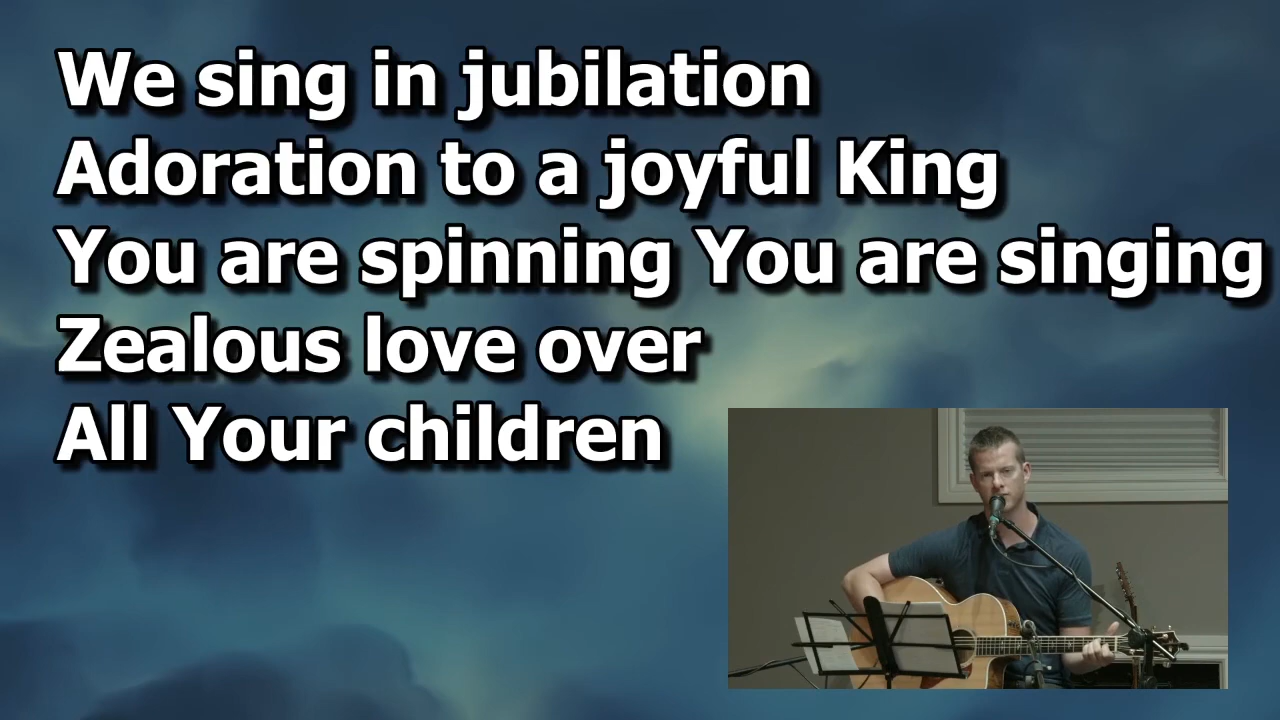 We sing in jubilation
Adoration to a joyful King
You are spinning You are singing
Zealous love over
All Your children